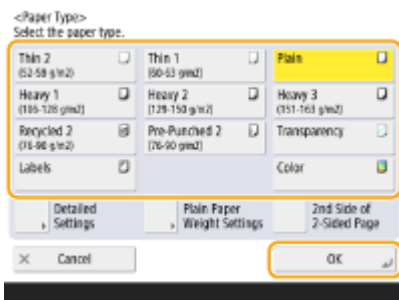 <Paper Type>
Select the paper type.
Thin 2
(52-59 g/m2)
Thin 1
(60-63 g/m2)
Plain
Heavy 1
(106-128 g/m2)
Heavy 2
(129-150 g/m2)
Heavy 3
(151-163 g/m2)
Recycled 2
(76-90 g/m2)
Pre-Punched 2
(76-90 g/m2)
Transparency
Labels
Color
Detailed
Settings
Plain Paper
Weight Settings
2nd Side of
2-Sided Page
× Cancel
OK